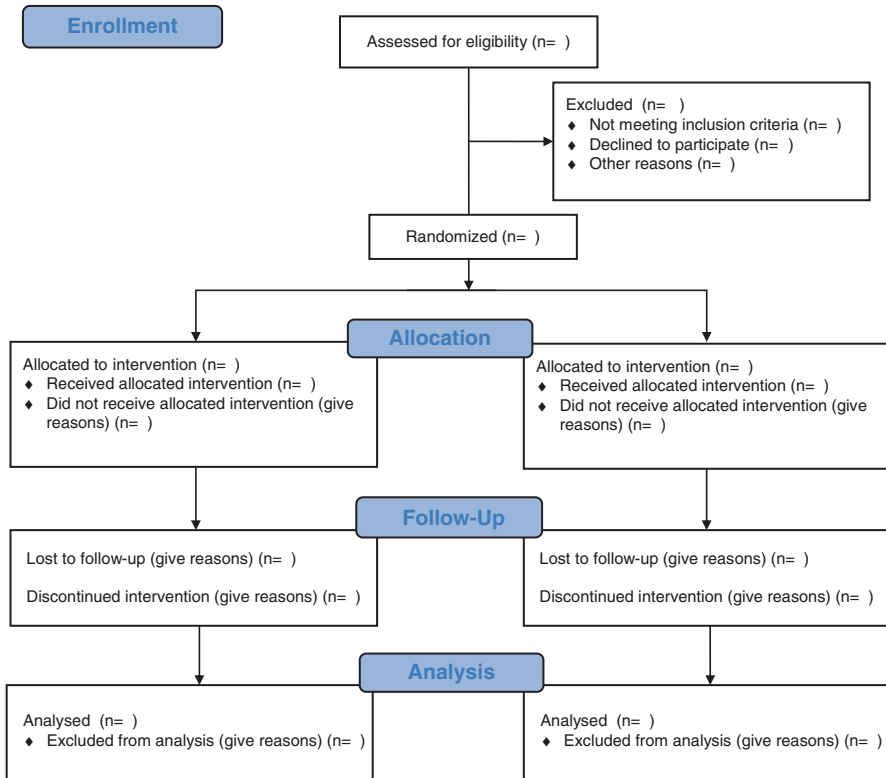 Enrollment
Assessed for eligibility (n= )
Excluded (n= )
♦ Not meeting inclusion criteria (n= )
♦ Declined to participate (n= )
♦ Other reasons (n= )
Randomized (n= )
Allocation
Allocated to intervention (n= )
♦ Received allocated intervention (n= )
♦ Did not receive allocated intervention (give
reasons) (n= )
Allocated to intervention (n= )
♦ Received allocated intervention (n= )
♦ Did not receive allocated intervention (give
reasons) (n= )
Follow-Up
Lost to follow-up (give reasons) (n= )
Discontinued intervention (give reasons) (n= )
Lost to follow-up (give reasons) (n= )
Discontinued intervention (give reasons) (n= )
Analysis
Analysed (n= )
♦ Excluded from analysis (give reasons) (n= )
Analysed (n= )
♦ Excluded from analysis (give reasons) (n= )